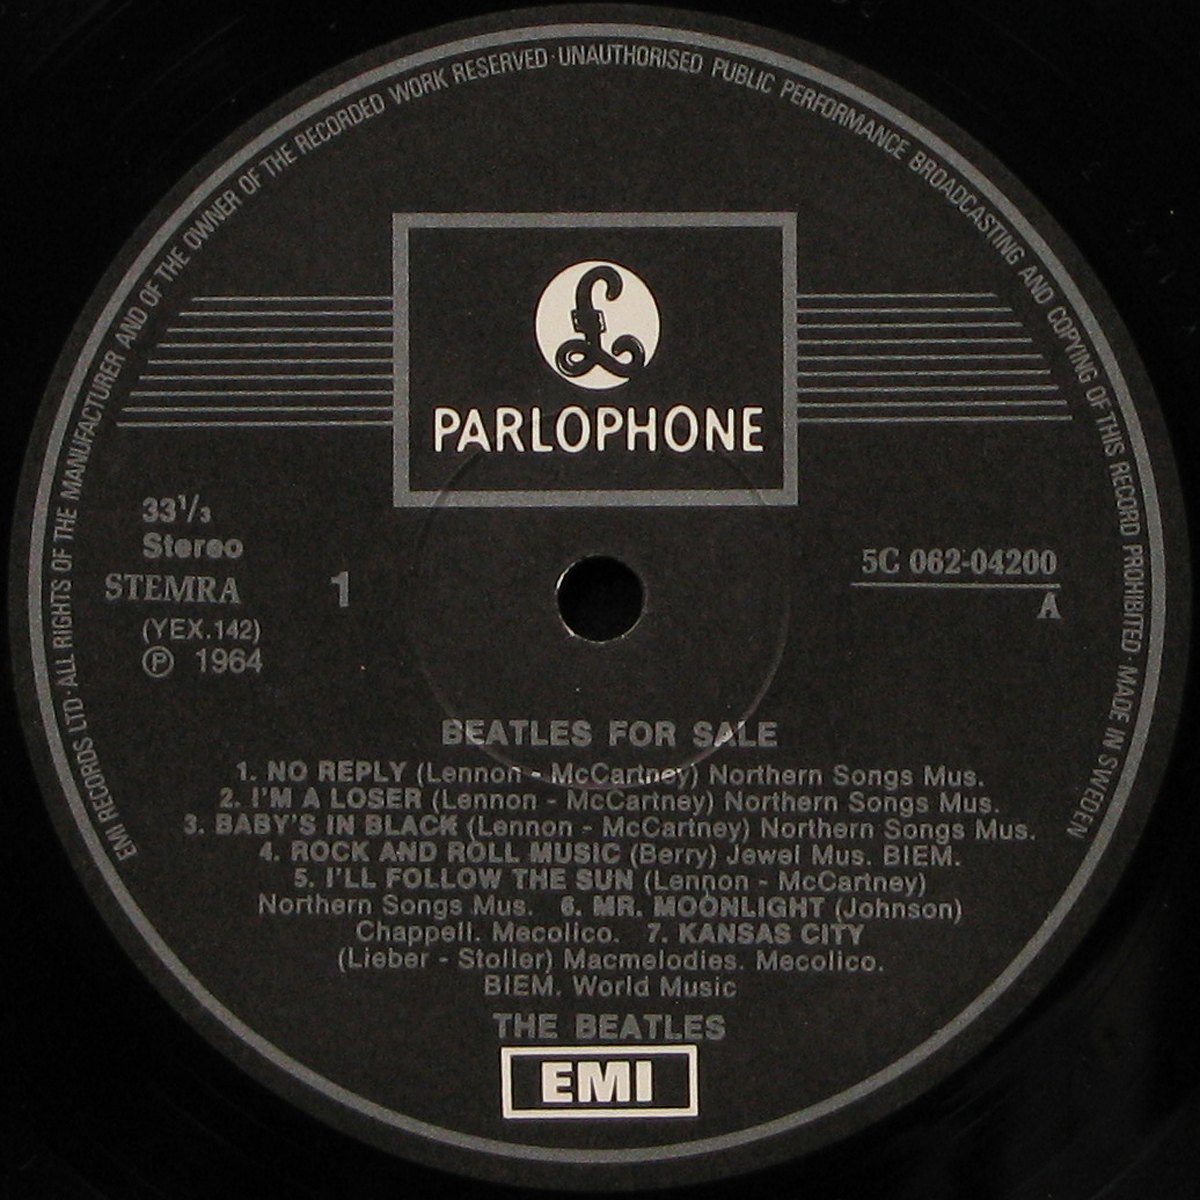 EMI RECORDS LTD·ALL RIGHTS OF THE MANUFACTURER AND OF THE OWNER OF THE RECORDED WORK RESERVED·UNAUTHORISED PUBLIC PERFORMANCE BROADCASTING AND COPYING OF THIS RECORD PROHIBITED·MADE IN SWEDEN
PARLOPHONE
33¹/₃
Stereo
STEMRA
1
(YEX.142)
Ⓟ 1964
5C 062-04200
A
BEATLES FOR SALE
1. NO REPLY (Lennon - McCartney) Northern Songs Mus.
2. I'M A LOSER (Lennon - McCartney) Northern Songs Mus.
3. BABY'S IN BLACK (Lennon - McCartney) Northern Songs Mus.
4. ROCK AND ROLL MUSIC (Berry) Jewel Mus. BIEM.
5. I'LL FOLLOW THE SUN (Lennon - McCartney)
Northern Songs Mus. 6. MR. MOONLIGHT (Johnson)
Chappell. Mecolico. 7. KANSAS CITY
(Lieber - Stoller) Macmelodies. Mecolico.
BIEM. World Music
THE BEATLES
EMI